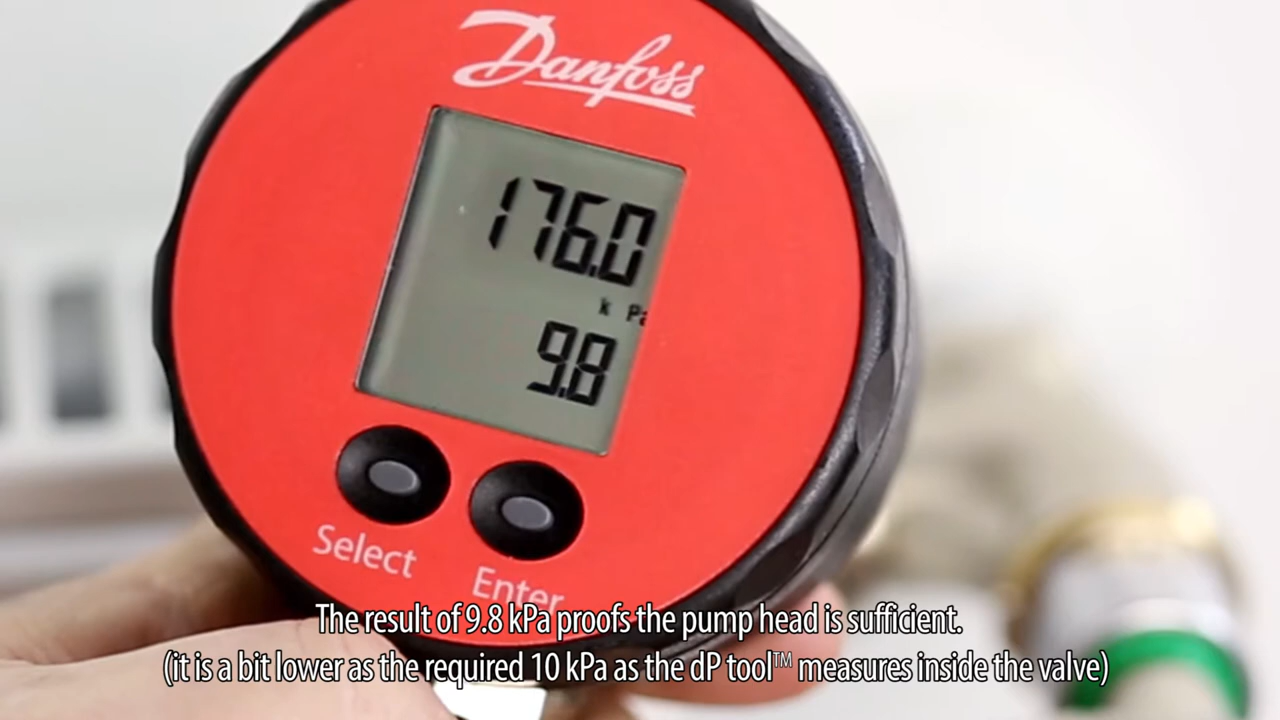 Danfoss
176.0
k Pa
9.8
Select
Enter
The result of 9.8 kPa proofs the pump head is sufficient.
(it is a bit lower as the required 10 kPa as the dP tool™ measures inside the valve)